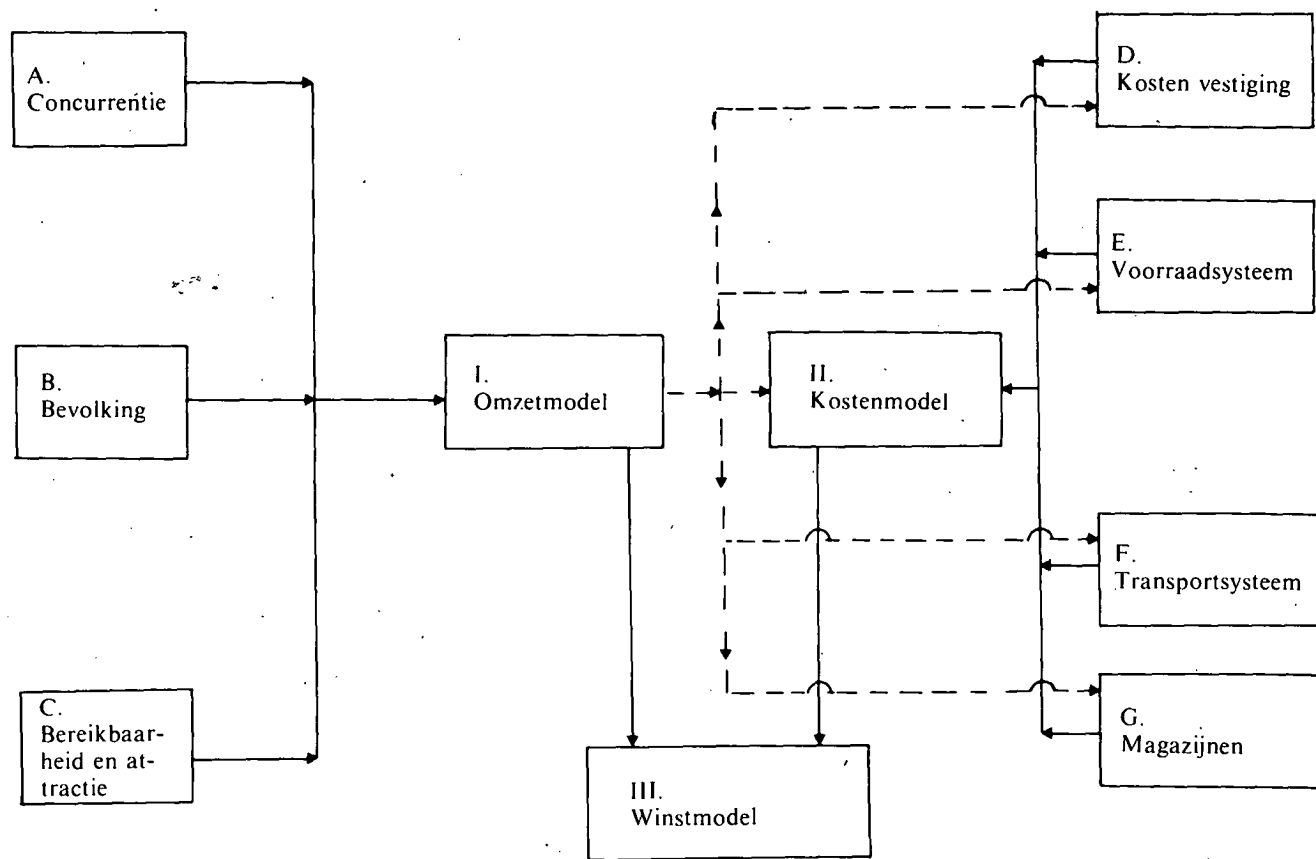 A.
Concurrentie
B.
Bevolking
C.
Bereikbaar-
heid en at-
tractie
I.
Omzetmodel
II.
Kostenmodel
III.
Winstmodel
D.
Kosten vestiging
E.
Voorraadsysteem
F.
Transportsysteem
G.
Magazijnen